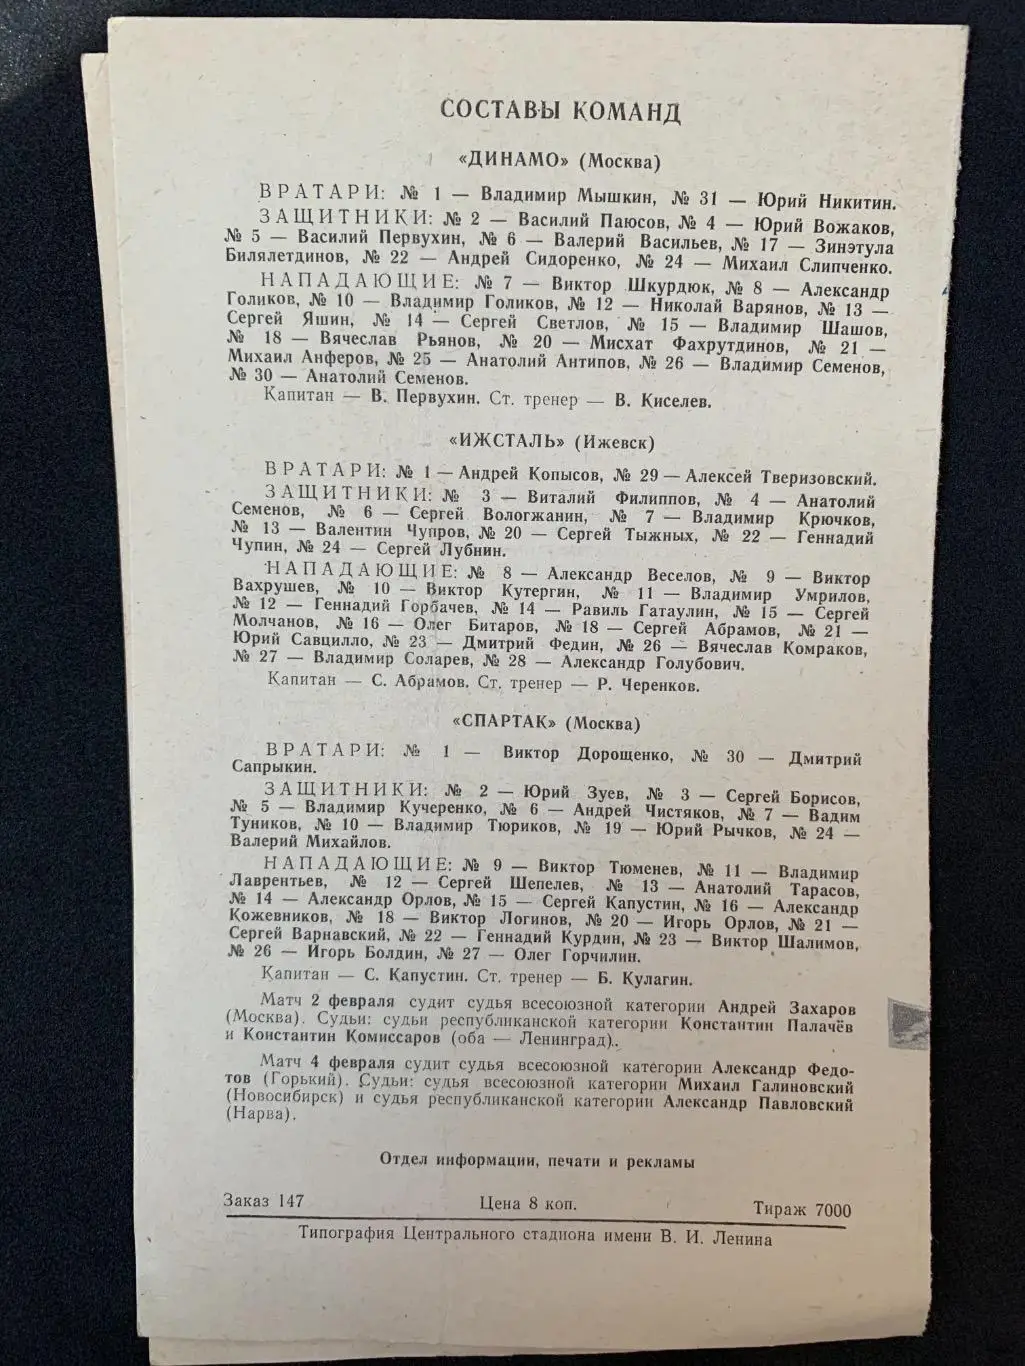 СОСТАВЫ КОМАНД
«ДИНАМО» (Москва)
ВРАТАРИ: № 1 — Владимир Мышкин, № 31 — Юрий Никитин.
ЗАЩИТНИКИ: № 2 — Василий Паюсов, № 4 — Юрий Вожаков,
№ 5 — Василий Первухин, № 6 — Валерий Васильев, № 17 — Зинэтула
Билялетдинов, № 22 — Андрей Сидоренко, № 24 — Михаил Слипченко.
НАПАДАЮЩИЕ: № 7 — Виктор Шкурдюк, № 8 — Александр
Голиков, № 10 — Владимир Голиков, № 12 — Николай Варянов, № 13 —
Сергей Яшин, № 14 — Сергей Светлов, № 15 — Владимир Шашов,
№ 18 — Вячеслав Рьянов, № 20 — Мисхат Фахрутдинов, № 21 —
Михаил Анферов, № 25 — Анатолий Антипов, № 26 — Владимир Семенов,
№ 30 — Анатолий Семенов.
Капитан — В. Первухин. Ст. тренер — В. Киселев.
«ИЖСТАЛЬ» (Ижевск)
ВРАТАРИ: № 1 — Андрей Копысов, № 29 — Алексей Тверизовский.
ЗАЩИТНИКИ: № 3 — Виталий Филиппов, № 4 — Анатолий
Семенов, № 6 — Сергей Вологжанин, № 7 — Владимир Крючков,
№ 13 — Валентин Чупров, № 20 — Сергей Тыжных, № 22 — Геннадий
Чупин, № 24 — Сергей Лубнин.
НАПАДАЮЩИЕ: № 8 — Александр Веселов, № 9 — Виктор
Вахрушев, № 10 — Виктор Кутергин, № 11 — Владимир Умрилов,
№ 12 — Геннадий Горбачев, № 14 — Равиль Гатаулин, № 15 — Сергей
Молчанов, № 16 — Олег Битаров, № 18 — Сергей Абрамов, № 21 —
Юрий Савцилло, № 23 — Дмитрий Федин, № 26 — Вячеслав Комраков,
№ 27 — Владимир Соларев, № 28 — Александр Голубович.
Капитан — С. Абрамов. Ст. тренер — Р. Черенков.
«СПАРТАК» (Москва)
ВРАТАРИ: № 1 — Виктор Дорощенко, № 30 — Дмитрий
Сапрыкин.
ЗАЩИТНИКИ: № 2 — Юрий Зуев, № 3 — Сергей Борисов,
№ 5 — Владимир Кучеренко, № 6 — Андрей Чистяков, № 7 — Вадим
Туников, № 10 — Владимир Тюриков, № 19 — Юрий Рычков, № 24 —
Валерий Михайлов.
НАПАДАЮЩИЕ: № 9 — Виктор Тюменев, № 11 — Владимир
Лаврентьев, № 12 — Сергей Шепелев, № 13 — Анатолий Тарасов,
№ 14 — Александр Орлов, № 15 — Сергей Капустин, № 16 — Александр
Кожевников, № 18 — Виктор Логинов, № 20 — Игорь Орлов, № 21 —
Сергей Варнавский, № 22 — Геннадий Курдин, № 23 — Виктор Шалимов,
№ 26 — Игорь Болдин, № 27 — Олег Горчилин.
Капитан — С. Капустин. Ст. тренер — Б. Кулагин.
Матч 2 февраля судит судья всесоюзной категории Андрей Захаров
(Москва). Судьи: судьи республиканской категории Константин Палачёв
и Константин Комиссаров (оба — Ленинград).
Матч 4 февраля судит судья всесоюзной категории Александр Федо-
тов (Горький). Судьи: судья всесоюзной категории Михаил Галиновский
(Новосибирск) и судья республиканской категории Александр Павловский
(Нарва).
Отдел информации, печати и рекламы
Заказ 147 Цена 8 коп. Тираж 7000
Типография Центрального стадиона имени В. И. Ленина